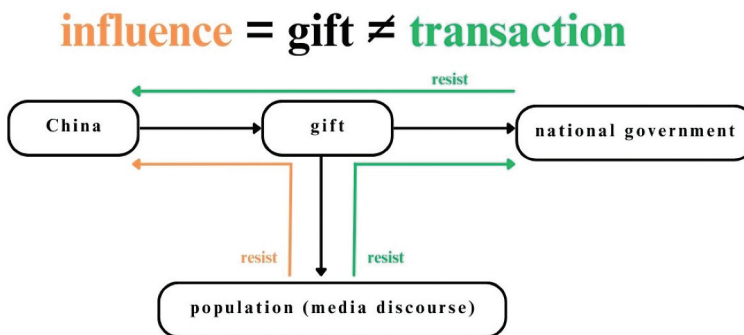 influence = gift ≠ transaction
resist
China
gift
national government
resist
resist
population (media discourse)